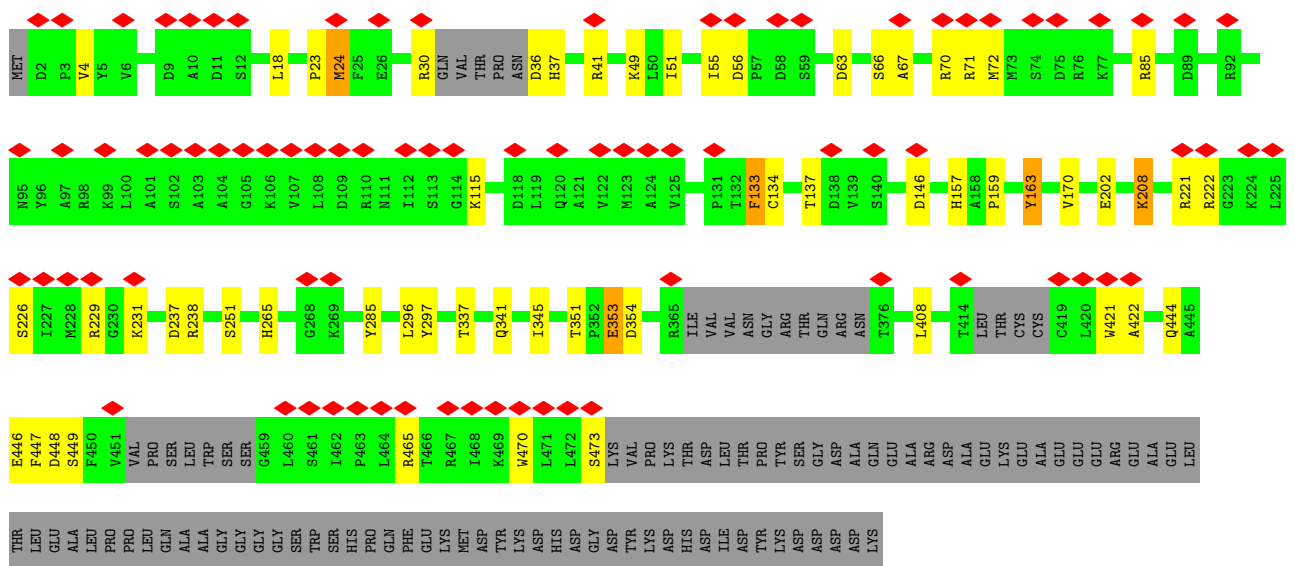 MET D2 P3 V4 Y5 V6 D9 A10 D11 S12 L18 P23 M24 F25 E26 R30 GLN VAL THR PRO ASN D36 H37 R41 K49 L50 I51 I55 D56 P57 D58 S59 D63 S66 A67 R70 R71 M72 M73 S74 D75 R76 K77 R85 D89 R92
N95 Y96 A97 R98 K99 L100 A101 S102 A103 A104 G105 K106 V107 L108 D109 R110 N111 I112 S113 G114 K115 D118 L119 Q120 A121 V122 M123 A124 V125 P131 T132 F133 C134 T137 D138 V139 S140 D146 H157 A158 P159 Y163 V170 E202 K208 R221 R222 G223 K224 L225
S226 I227 M228 R229 G230 K231 D237 R238 S251 H265 G268 K269 Y285 L296 Y297 T337 Q341 I345 T351 P352 E353 D354 R365 ILE VAL VAL ASN GLY ARG THR GLN ARG ASN T376 L408 T414 LEU THR CYS CYS C419 L420 W421 A422 Q444 A445
E446 F447 D448 S449 F450 V451 VAL PRO SER LEU TRP SER SER G459 L460 S461 I462 P463 L464 R465 T466 R467 I468 K469 W470 L471 L472 S473 LYS VAL PRO LYS THR ASP LEU THR PRO TYR SER GLY ASP ALA GLN GLU ALA ARG ASP ALA GLU LYS GLU ALA GLU GLU GLU ARG GLU ALA GLU LEU
THR LEU GLU ALA LEU PRO PRO LEU GLN ALA ALA GLY GLY GLY GLY SER TRP SER HIS PRO GLN PHE GLU LYS MET ASP TYR LYS ASP HIS ASP GLY ASP TYR LYS ASP HIS ASP ILE ASP TYR LYS ASP ASP ASP ASP LYS